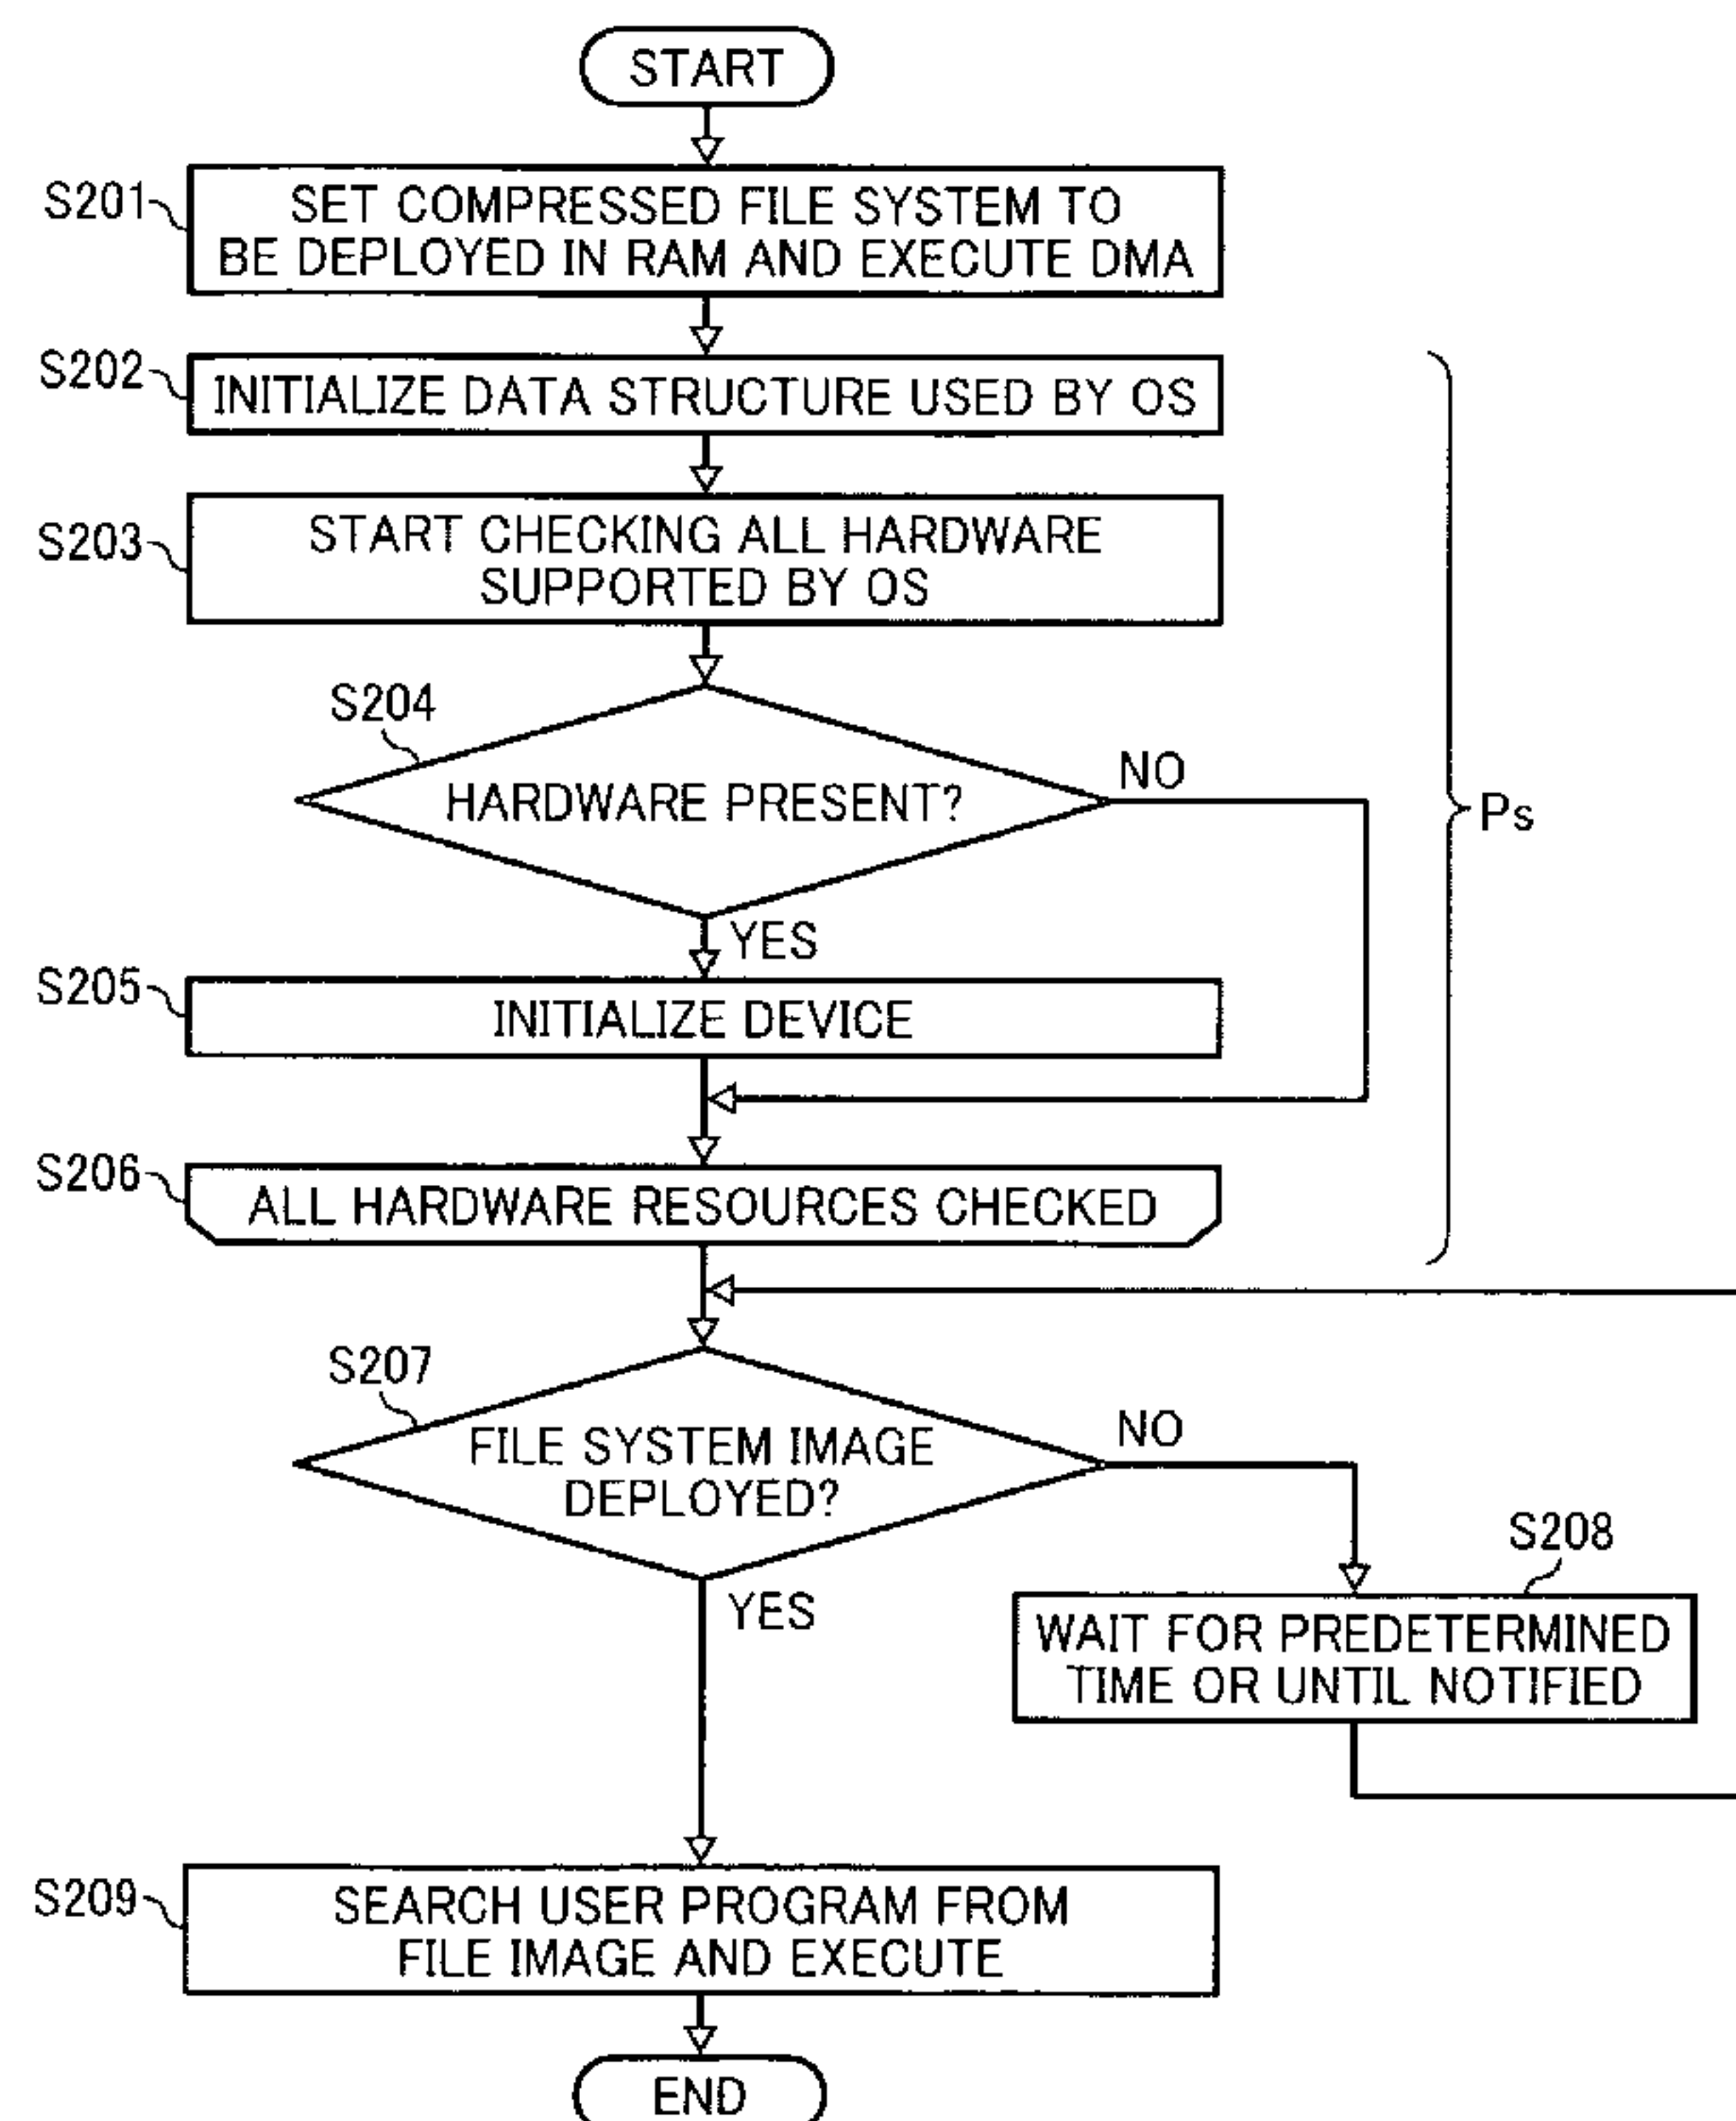 START
S201
SET COMPRESSED FILE SYSTEM TO
BE DEPLOYED IN RAM AND EXECUTE DMA
S202
INITIALIZE DATA STRUCTURE USED BY OS
S203
START CHECKING ALL HARDWARE
SUPPORTED BY OS
S204
HARDWARE PRESENT?
NO
Ps
YES
S205
INITIALIZE DEVICE
S206
ALL HARDWARE RESOURCES CHECKED
S207
FILE SYSTEM IMAGE
DEPLOYED?
NO
S208
WAIT FOR PREDETERMINED
TIME OR UNTIL NOTIFIED
YES
S209
SEARCH USER PROGRAM FROM
FILE IMAGE AND EXECUTE
END